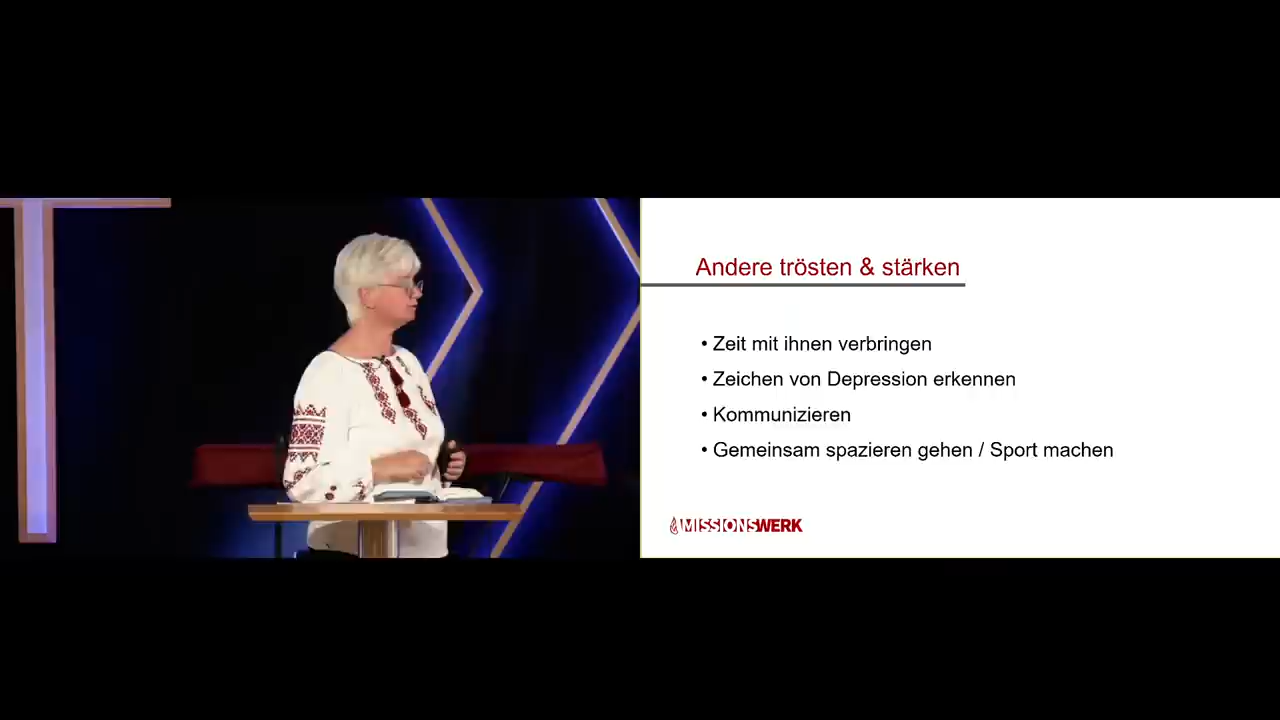 Andere trösten & stärken
• Zeit mit ihnen verbringen
• Zeichen von Depression erkennen
• Kommunizieren
• Gemeinsam spazieren gehen / Sport machen
MISSIONSWERK